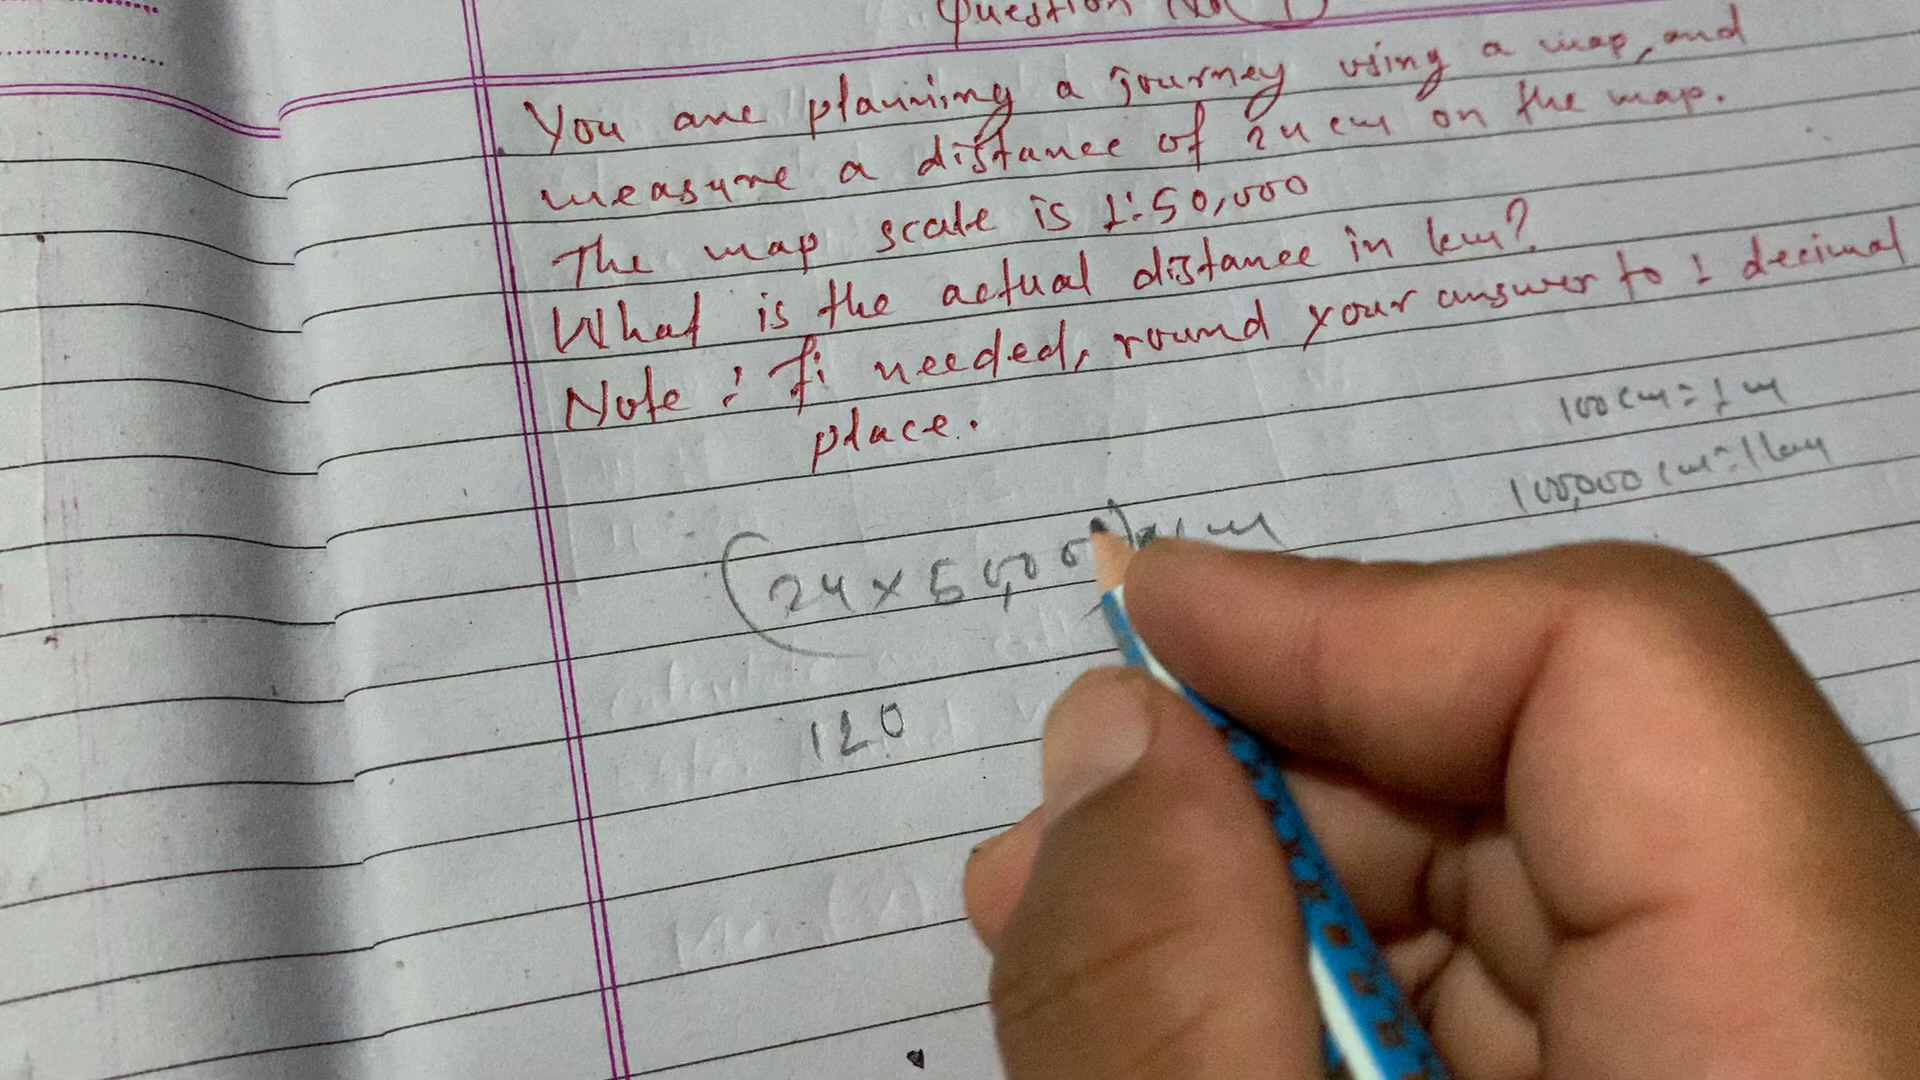 Question No 1
You are planning a journey using a map, and
measure a distance of 24 cm on the map.
The map scale is 1:50,000
What is the actual distance in km?
Note : If needed, round your answer to 1 decimal
place.
100 cm = 1 m
100,000 cm = 1 km
(24 x 50,00 ) cm
120